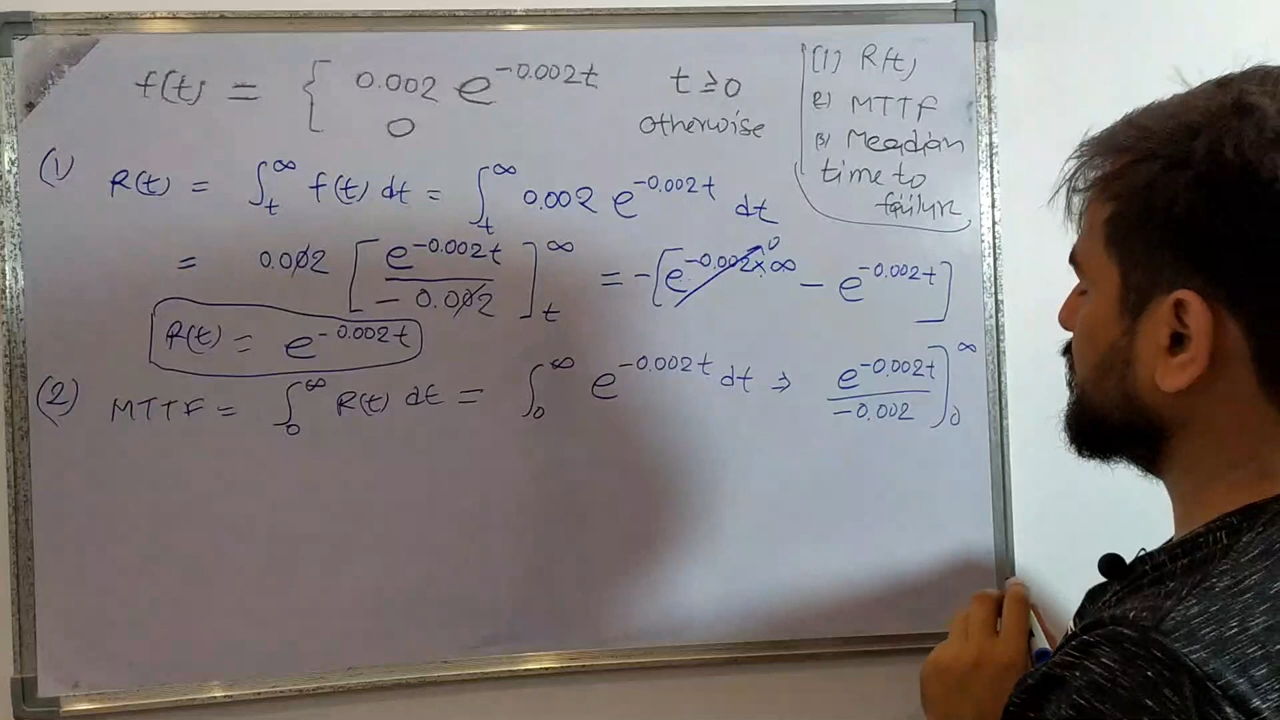 f(t) = { 0.002 e^{-0.002t} t ≥ 0
0 otherwise
(1) R(t)
(2) MTTF
(3) Meadian
time to
failure
(1) R(t) = ∫_t^∞ f(t) dt = ∫_t^∞ 0.002 e^{-0.002t} dt
= 0.002 [ e^{-0.002t} / -0.002 ]_t^∞ = -[ e^{-0.002×∞} 0 - e^{-0.002t} ]
R(t) = e^{-0.002t}
(2) MTTF = ∫_0^∞ R(t) dt = ∫_0^∞ e^{-0.002t} dt ⇒ e^{-0.002t} / -0.002 ]_0^∞